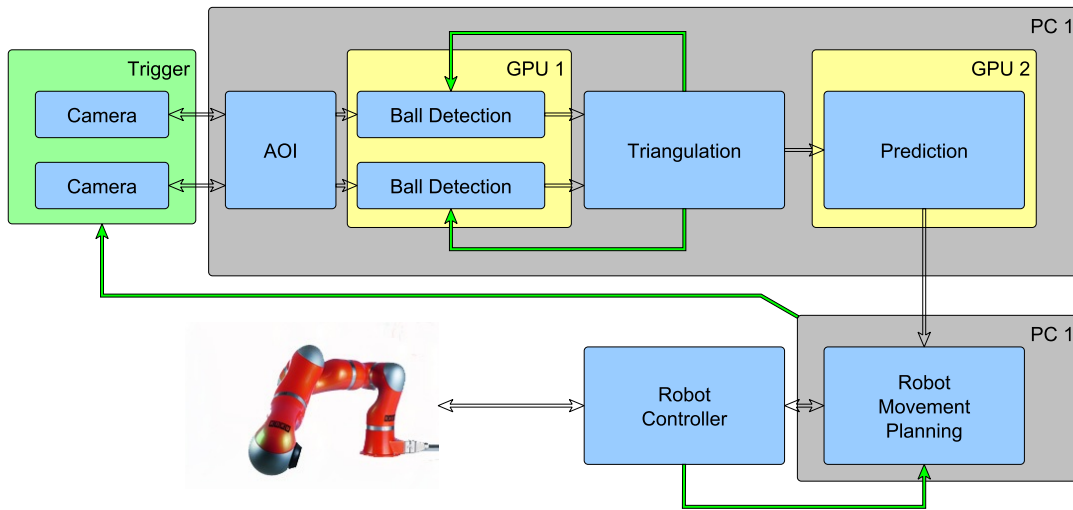 PC 1
Trigger
GPU 1
GPU 2
Camera
AOI
Ball Detection
Triangulation
Prediction
Camera
Ball Detection
PC 1
Robot
Controller
Robot
Movement
Planning